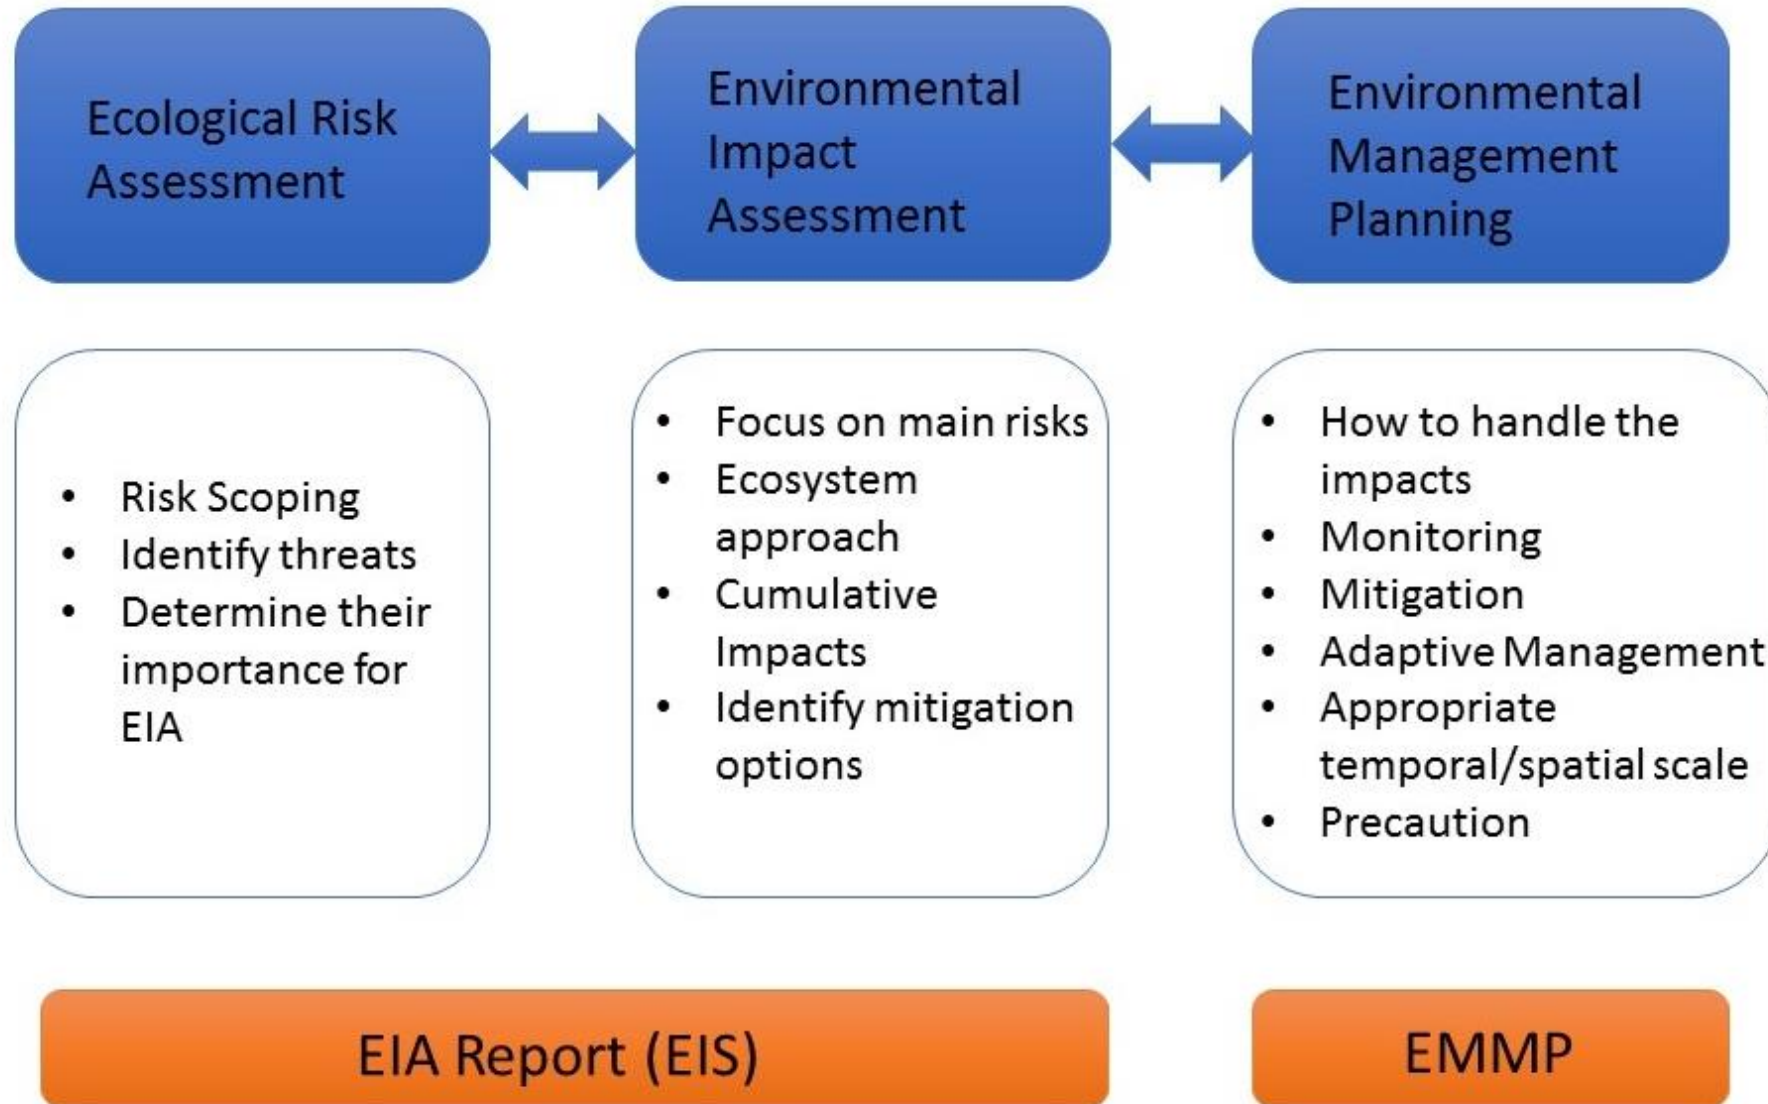 Ecological Risk
Assessment
Environmental
Impact
Assessment
Environmental
Management
Planning
• Risk Scoping
• Identify threats
• Determine their
importance for
EIA
• Focus on main risks
• Ecosystem
approach
• Cumulative
Impacts
• Identify mitigation
options
• How to handle the
impacts
• Monitoring
• Mitigation
• Adaptive Management
• Appropriate
temporal/spatial scale
• Precaution
EIA Report (EIS)
EMMP